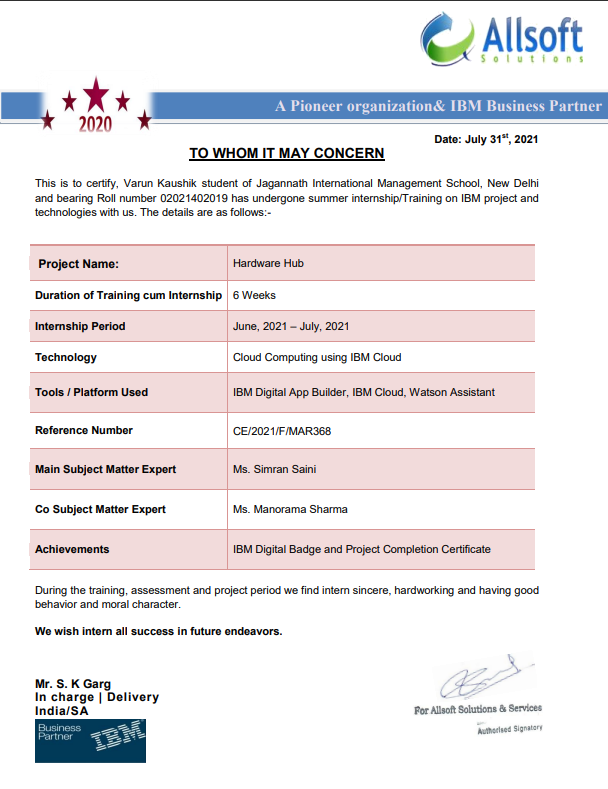 Allsoft
Solutions
A Pioneer organization& IBM Business Partner
2020
Date: July 31st, 2021
TO WHOM IT MAY CONCERN
This is to certify, Varun Kaushik student of Jagannath International Management School, New Delhi
and bearing Roll number 02021402019 has undergone summer internship/Training on IBM project and
technologies with us. The details are as follows:-
Project Name: Hardware Hub
Duration of Training cum Internship 6 Weeks
Internship Period June, 2021 – July, 2021
Technology Cloud Computing using IBM Cloud
Tools / Platform Used IBM Digital App Builder, IBM Cloud, Watson Assistant
Reference Number CE/2021/F/MAR368
Main Subject Matter Expert Ms. Simran Saini
Co Subject Matter Expert Ms. Manorama Sharma
Achievements IBM Digital Badge and Project Completion Certificate
During the training, assessment and project period we find intern sincere, hardworking and having good
behavior and moral character.
We wish intern all success in future endeavors.
Mr. S. K Garg
In charge | Delivery
India/SA
Business
Partner
IBM
For Allsoft Solutions & Services
Authorised Signatory